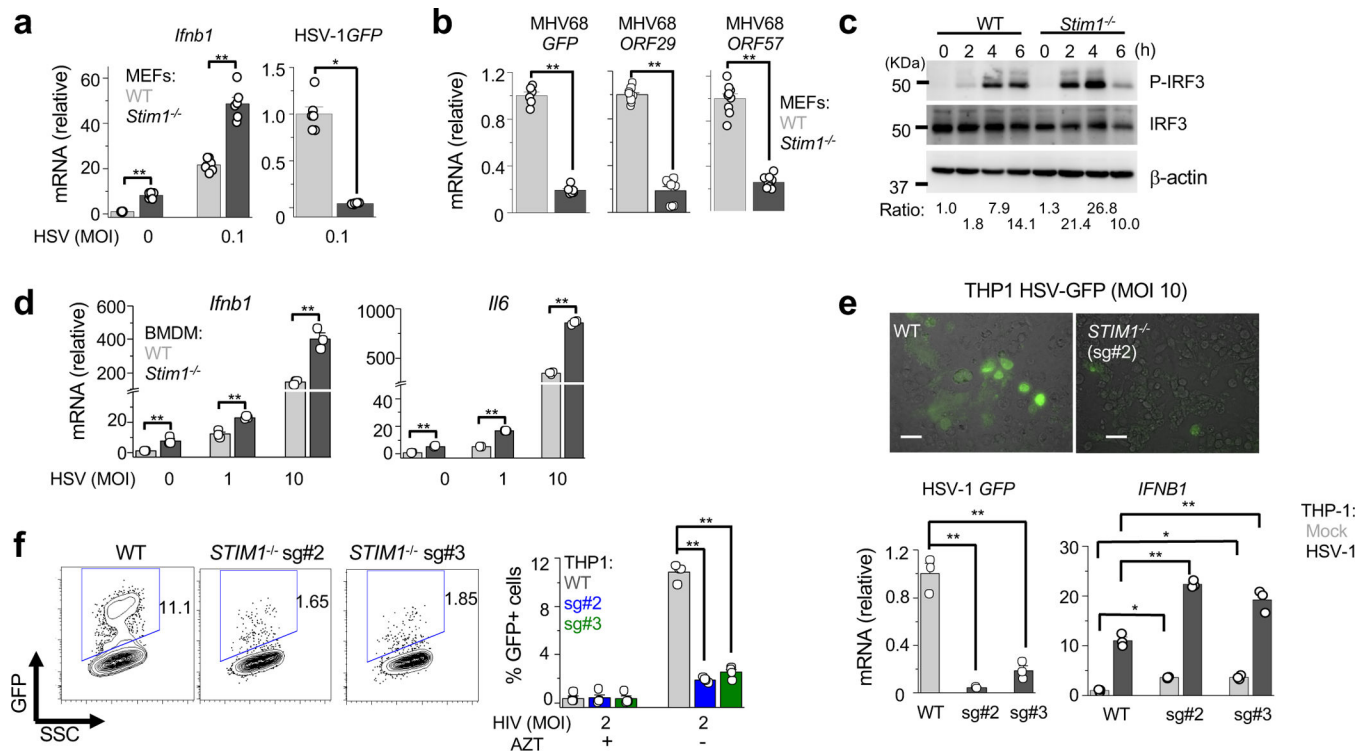 a
Ifnb1
HSV-1GFP
**
*
MEFs:
WT
Stim1-/-
**
mRNA (relative)
60
40
20
10
0
1.5
1.0
0.5
0.0
HSV (MOI)
0
0.1
0.1
b
MHV68
GFP
MHV68
ORF29
MHV68
ORF57
**
**
**
MEFs:
WT
Stim1-/-
mRNA (relative)
1.2
0.8
0.4
0
c
WT
Stim1-/-
0 2 4 6 0 2 4 6 (h)
(KDa)
50
P-IRF3
50
IRF3
37
β-actin
Ratio:
1.0
1.8
7.9
14.1
1.3
21.4
26.8
10.0
d
Ifnb1
Il6
**
**
**
**
**
**
BMDM:
WT
Stim1-/-
mRNA (relative)
600
400
200
20
0
1000
500
20
10
0
HSV (MOI)
0
1
10
0
1
10
e
THP1 HSV-GFP (MOI 10)
WT
STIM1-/-
(sg#2)
HSV-1 GFP
IFNB1
**
**
**
*
**
*
THP-1:
Mock
HSV-1
mRNA (relative)
1.2
0.8
0.4
0
30
20
10
0
WT
sg#2
sg#3
WT
sg#2
sg#3
f
WT
STIM1-/- sg#2
STIM1-/- sg#3
11.1
1.65
1.85
GFP
SSC
**
**
THP1:
WT
sg#2
sg#3
% GFP+ cells
12
8
4
0
HIV (MOI)
2
2
AZT
+
-